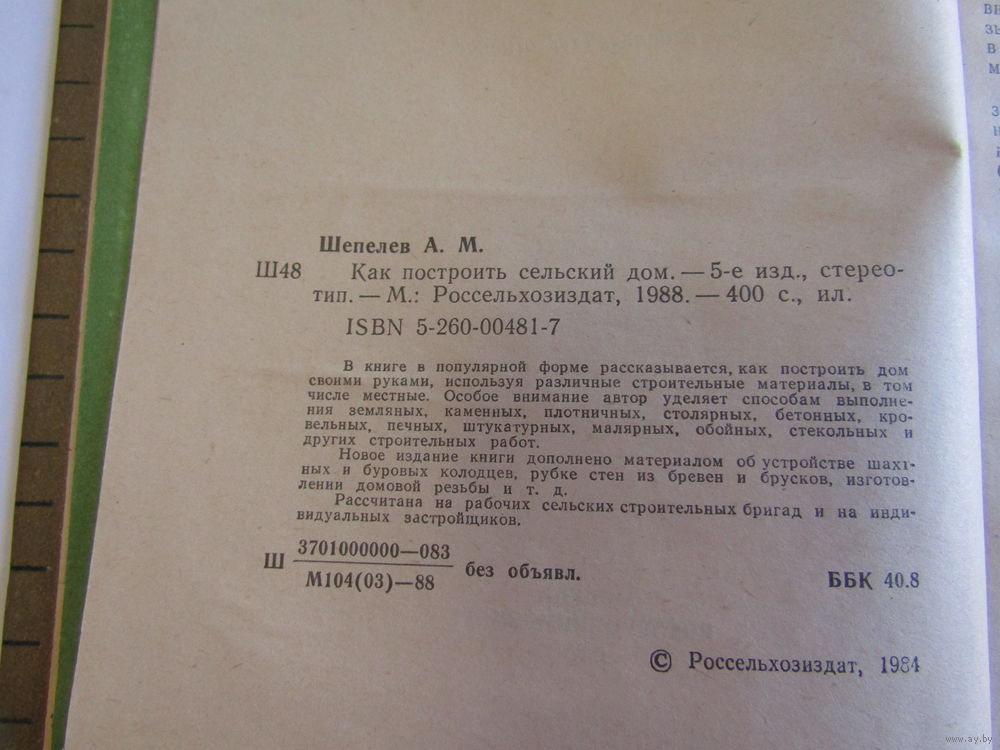 Шепелев А. М.
Ш48 Как построить сельский дом. — 5-е изд., стерео-
тип. — М.: Россельхозиздат, 1988. — 400 с., ил.
ISBN 5-260-00481-7
В книге в популярной форме рассказывается, как построить дом
своими руками, используя различные строительные материалы, в том
числе местные. Особое внимание автор уделяет способам выполне-
ния земляных, каменных, плотничных, столярных, бетонных, кро-
вельных, печных, штукатурных, малярных, обойных, стекольных и
других строительных работ.
Новое издание книги дополнено материалом об устройстве шахт-
ных и буровых колодцев, рубке стен из бревен и брусков, изготов-
лении домовой резьбы и т. д.
Рассчитана на рабочих сельских строительных бригад и на инди-
видуальных застройщиков.
Ш 3701000000—083
М104(03)—88
без объявл.
ББК 40.8
© Россельхозиздат, 1984
www.ay.by